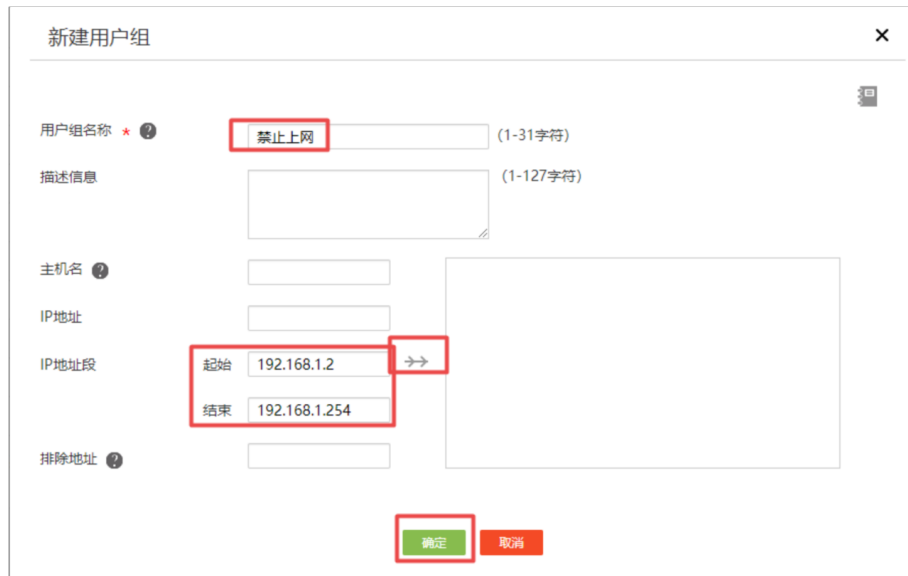 新建用户组
用户组名称 * 禁止上网 (1-31字符)
描述信息 (1-127字符)
主机名
IP地址
IP地址段 起始 192.168.1.2
结束 192.168.1.254
排除地址
确定 取消